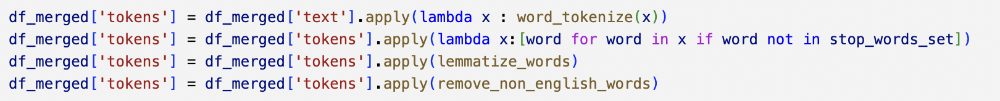 df_merged['tokens'] = df_merged['text'].apply(lambda x : word_tokenize(x))
df_merged['tokens'] = df_merged['tokens'].apply(lambda x:[word for word in x if word not in stop_words_set])
df_merged['tokens'] = df_merged['tokens'].apply(lemmatize_words)
df_merged['tokens'] = df_merged['tokens'].apply(remove_non_english_words)